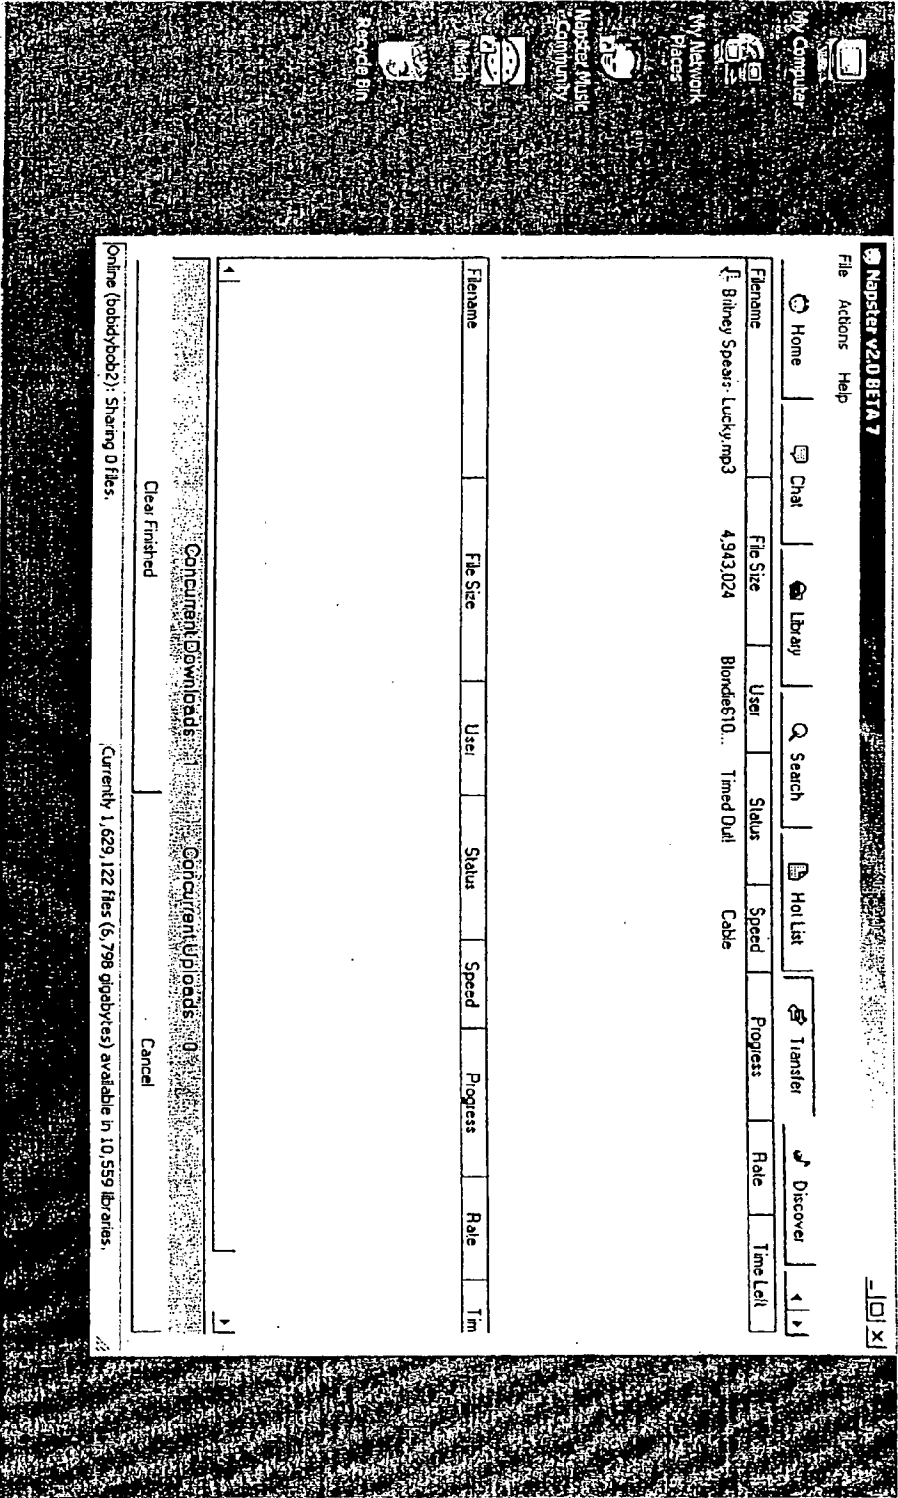 My Computer
My Network
Places
Napster Music
Community
Recycle Bin
Napster v2.0 BETA 7
File Actions Help
Home Chat Library Search Hot List Transfer Discover
Filename File Size User Status Speed Progress Rate Time Left
Britney Spears- Lucky.mp3 4,943,024 Blondie610... Timed Out! Cable
Filename File Size User Status Speed Progress Rate Tim
Concurrent Downloads: 1 Concurrent Uploads: 0
Clear Finished Cancel
Online (bobidybob2): Sharing 0 files. Currently 1,629,122 files (6,798 gigabytes) available in 10,559 libraries.